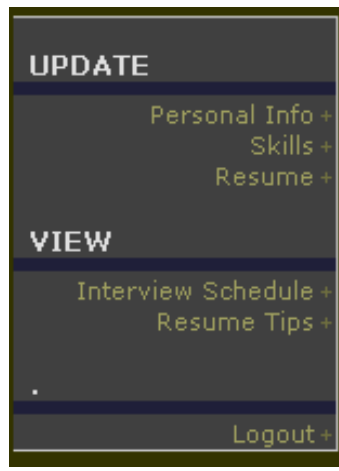 UPDATE
Personal Info +
Skills +
Resume +
VIEW
Interview Schedule +
Resume Tips +
.
Logout +